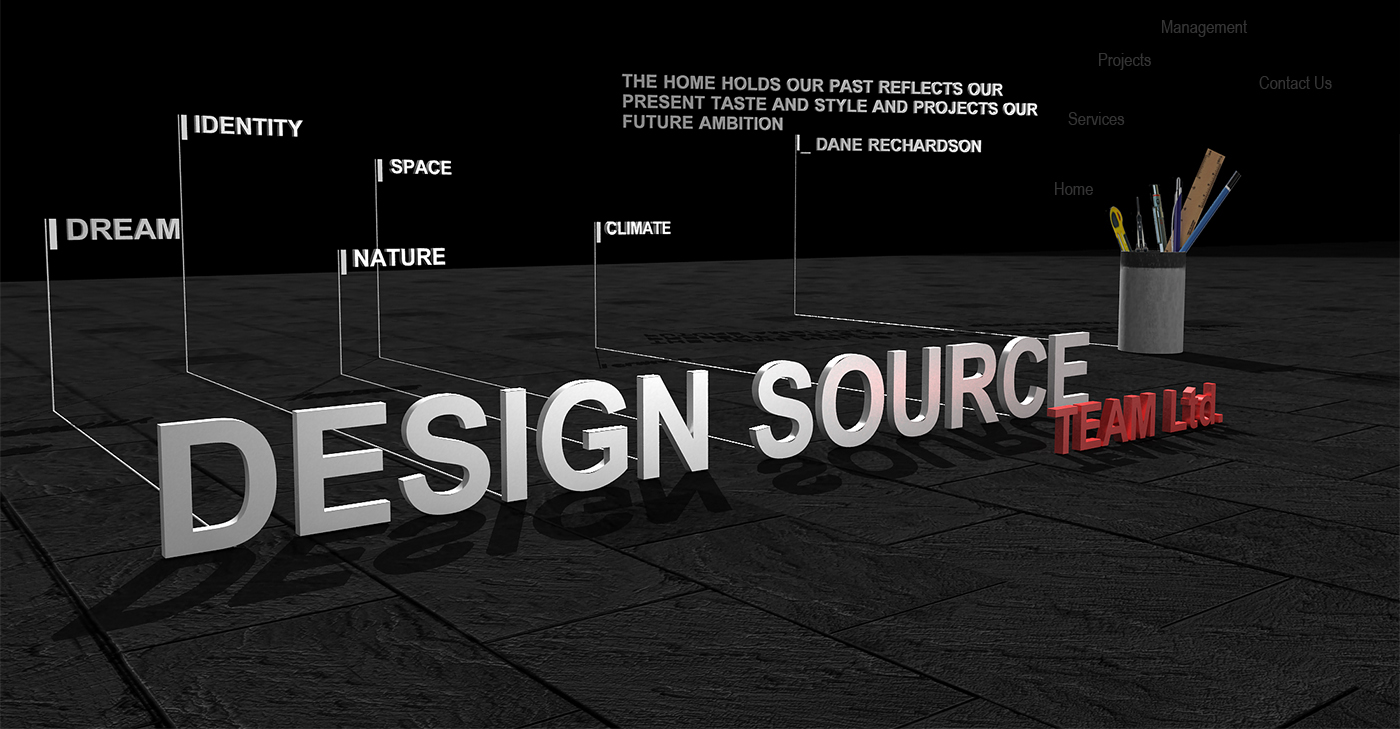 Management
Projects
Contact Us
Services
Home
THE HOME HOLDS OUR PAST REFLECTS OUR
PRESENT TASTE AND STYLE AND PROJECTS OUR
FUTURE AMBITION
|_ DANE RECHARDSON
IDENTITY
SPACE
DREAM
CLIMATE
NATURE
DESIGN SOURCE
TEAM Ltd.